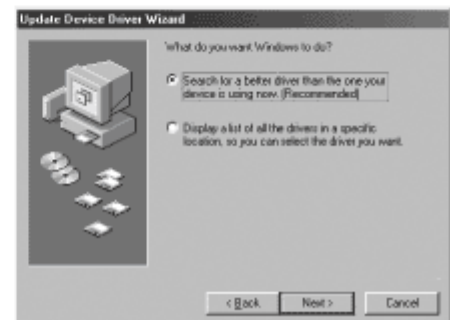 Update Device Driver Wizard
What do you want Windows to do?
Search for a better driver than the one your
device is using now. (Recommended)
Display a list of all the drivers in a specific
location, so you can select the driver you want.
< Back
Next >
Cancel